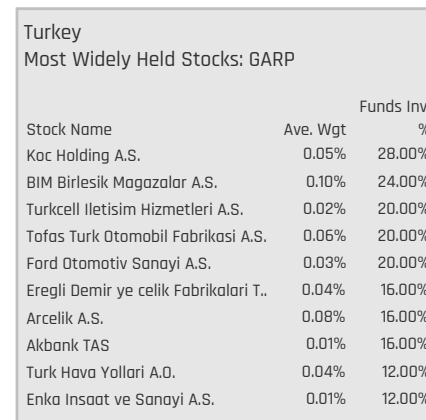 Turkey
Most Widely Held Stocks: GARP
Funds Inv
Stock Name Ave. Wgt %
Koc Holding A.S. 0.05% 28.00%
BIM Birlesik Magazalar A.S. 0.10% 24.00%
Turkcell Iletisim Hizmetleri A.S. 0.02% 20.00%
Tofas Turk Otomobil Fabrikasi A.S. 0.06% 20.00%
Ford Otomotiv Sanayi A.S. 0.03% 20.00%
Eregli Demir ye celik Fabrikalari T.. 0.04% 16.00%
Arcelik A.S. 0.08% 16.00%
Akbank TAS 0.01% 16.00%
Turk Hava Yollari A.O. 0.04% 12.00%
Enka Insaat ve Sanayi A.S. 0.01% 12.00%